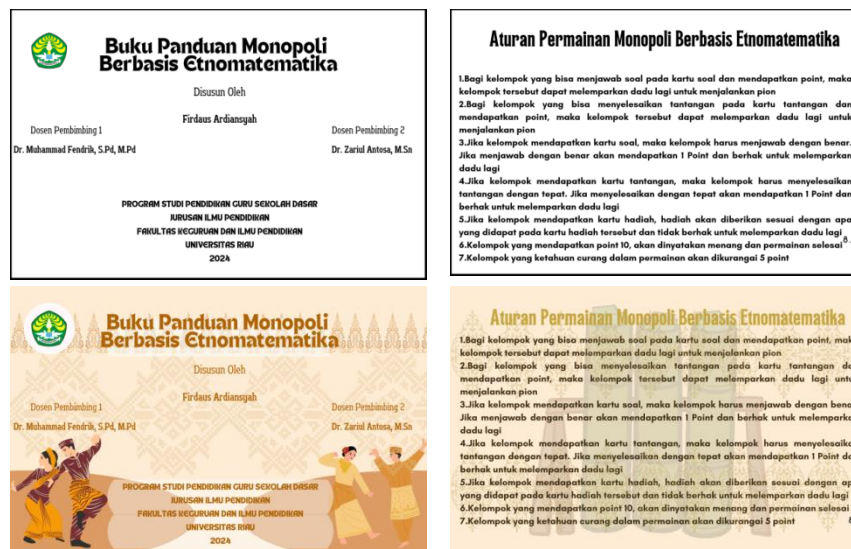 Buku Panduan Monopoli
Berbasis Etnomatematika
Disusun Oleh
Firdaus Ardiansyah
Dosen Pembimbing 1
Dosen Pembimbing 2
Dr. Muhammad Fendrik, S.Pd, M.Pd
Dr. Zariul Antosa, M.Sn
PROGRAM STUDI PENDIDIKAN GURU SEKOLAH DASAR
JURUSAN ILMU PENDIDIKAN
FAKULTAS KEGURUAN DAN ILMU PENDIDIKAN
UNIVERSITAS RIAU
2024
Aturan Permainan Monopoli Berbasis Etnomatematika
1.Bagi kelompok yang bisa menjawab soal pada kartu soal dan mendapatkan point, maka
kelompok tersebut dapat melemparkan dadu lagi untuk menjalankan pion
2.Bagi kelompok yang bisa menyelesaikan tantangan pada kartu tantangan dan
mendapatkan point, maka kelompok tersebut dapat melemparkan dadu lagi untuk
menjalankan pion
3.Jika kelompok mendapatkan kartu soal, maka kelompok harus menjawab dengan benar.
Jika menjawab dengan benar akan mendapatkan 1 Point dan berhak untuk melemparkan
dadu lagi
4.Jika kelompok mendapatkan kartu tantangan, maka kelompok harus menyelesaikan
tantangan dengan tepat. Jika menyelesaikan dengan tepat akan mendapatkan 1 Point dan
berhak untuk melemparkan dadu lagi
5.Jika kelompok mendapatkan kartu hadiah, hadiah akan diberikan sesuai dengan apa
yang didapat pada kartu hadiah tersebut dan tidak berhak untuk melemparkan dadu lagi
6.Kelompok yang mendapatkan point 10, akan dinyatakan menang dan permainan selesai
7.Kelompok yang ketahuan curang dalam permainan akan dikurangai 5 point
Buku Panduan Monopoli
Berbasis Etnomatematika
Disusun Oleh
Firdaus Ardiansyah
Dosen Pembimbing 1
Dosen Pembimbing 2
Dr. Muhammad Fendrik, S.Pd, M.Pd
Dr. Zariul Antosa, M.Sn
PROGRAM STUDI PENDIDIKAN GURU SEKOLAH DASAR
JURUSAN ILMU PENDIDIKAN
FAKULTAS KEGURUAN DAN ILMU PENDIDIKAN
UNIVERSITAS RIAU
2024
Aturan Permainan Monopoli Berbasis Etnomatematika
1.Bagi kelompok yang bisa menjawab soal pada kartu soal dan mendapatkan point, mak
kelompok tersebut dapat melemparkan dadu lagi untuk menjalankan pion
2.Bagi kelompok yang bisa menyelesaikan tantangan pada kartu tantangan da
mendapatkan point, maka kelompok tersebut dapat melemparkan dadu lagi untu
menjalankan pion
3.Jika kelompok mendapatkan kartu soal, maka kelompok harus menjawab dengan bena
Jika menjawab dengan benar akan mendapatkan 1 Point dan berhak untuk melemparka
dadu lagi
4.Jika kelompok mendapatkan kartu tantangan, maka kelompok harus menyelesaika
tantangan dengan tepat. Jika menyelesaikan dengan tepat akan mendapatkan 1 Point da
berhak untuk melemparkan dadu lagi
5.Jika kelompok mendapatkan kartu hadiah, hadiah akan diberikan sesuai dengan ap
yang didapat pada kartu hadiah tersebut dan tidak berhak untuk melemparkan dadu lagi
6.Kelompok yang mendapatkan point 10, akan dinyatakan menang dan permainan selesai
7.Kelompok yang ketahuan curang dalam permainan akan dikurangai 5 point